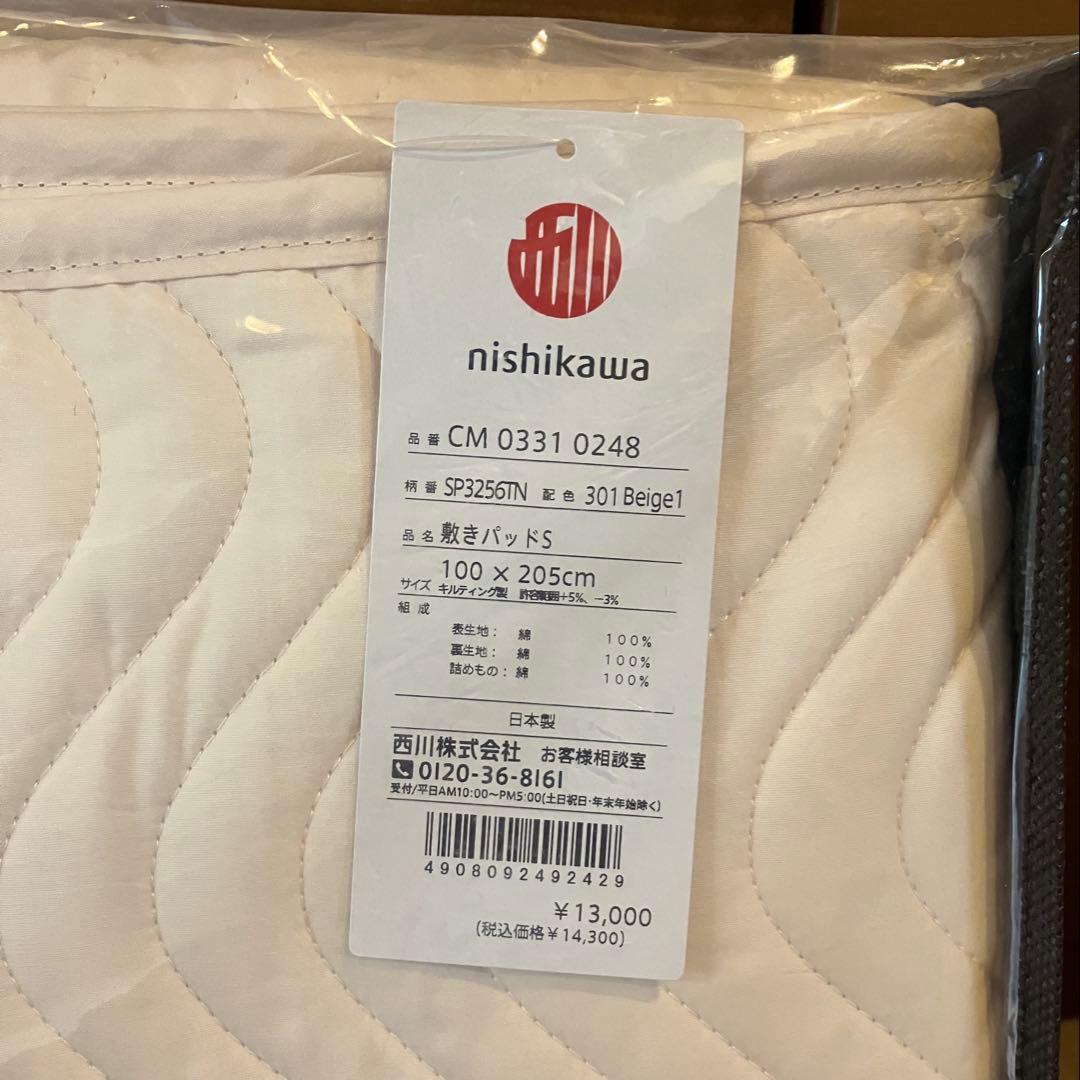 西川
nishikawa
品番 CM 0331 0248
柄番 SP3256TN 配色 301 Beige1
品名 敷きパッドS
サイズ 100 × 205cm
キルティング製 許容範囲+5%、−3%
組成
表生地： 綿 100%
裏生地： 綿 100%
詰めもの： 綿 100%
日本製
西川株式会社 お客様相談室
0120-36-8161
受付/平日AM10:00〜PM5:00(土日祝日・年末年始除く)
4908092492429
￥13,000
(税込価格￥14,300)